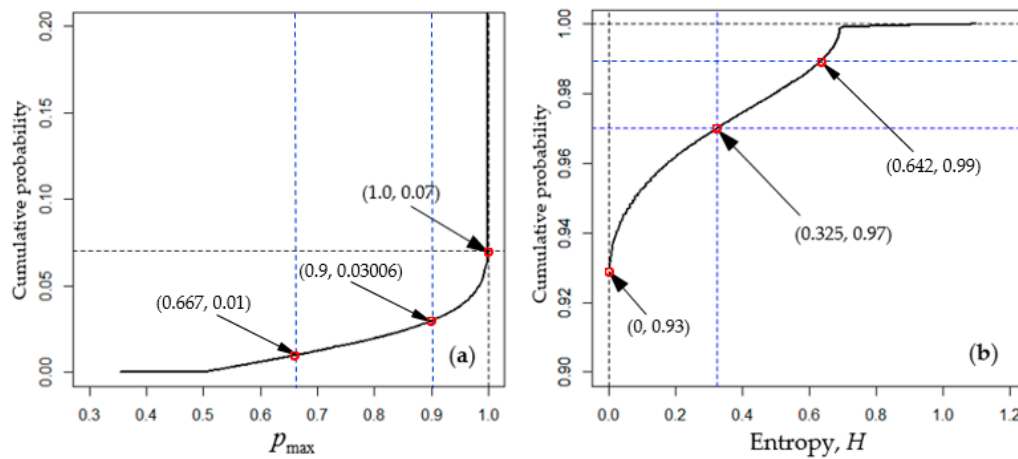 Cumulative probability
0.20
0.15
0.10
0.05
0.00
(1.0, 0.07)
(0.9, 0.03006)
(0.667, 0.01)
(a)
0.3 0.4 0.5 0.6 0.7 0.8 0.9 1.0
pmax
Cumulative probability
1.00
0.98
0.96
0.94
0.92
0.90
(0.642, 0.99)
(0.325, 0.97)
(0, 0.93)
(b)
0.0 0.2 0.4 0.6 0.8 1.0 1.2
Entropy, H